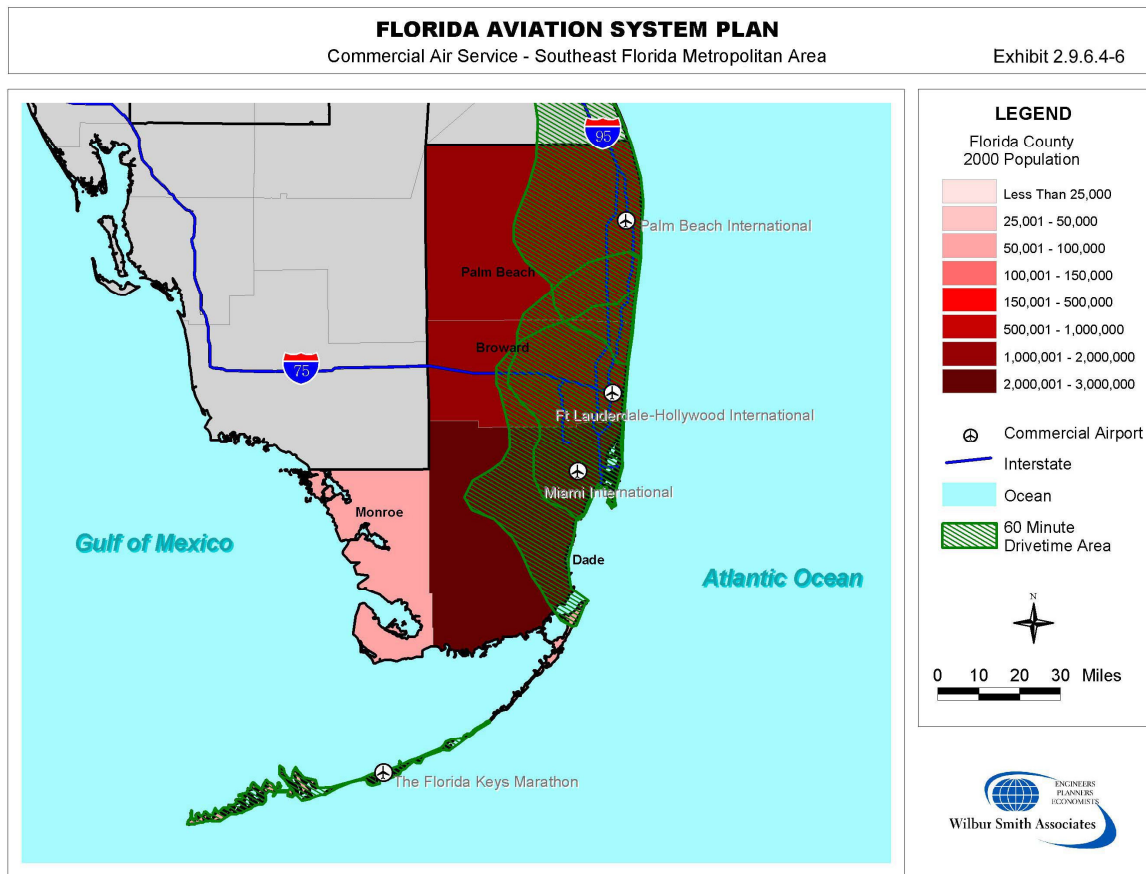 FLORIDA AVIATION SYSTEM PLAN
Commercial Air Service - Southeast Florida Metropolitan Area
Exhibit 2.9.6.4-6
95
Palm Beach International
Palm Beach
Broward
75
Ft Lauderdale-Hollywood International
Miami International
Monroe
Gulf of Mexico
Dade
Atlantic Ocean
The Florida Keys Marathon
LEGEND
Florida County
2000 Population
Less Than 25,000
25,001 - 50,000
50,001 - 100,000
100,001 - 150,000
150,001 - 500,000
500,001 - 1,000,000
1,000,001 - 2,000,000
2,000,001 - 3,000,000
Commercial Airport
Interstate
Ocean
60 Minute
Drivetime Area
N
0 10 20 30 Miles
ENGINEERS
PLANNERS
ECONOMISTS
Wilbur Smith Associates